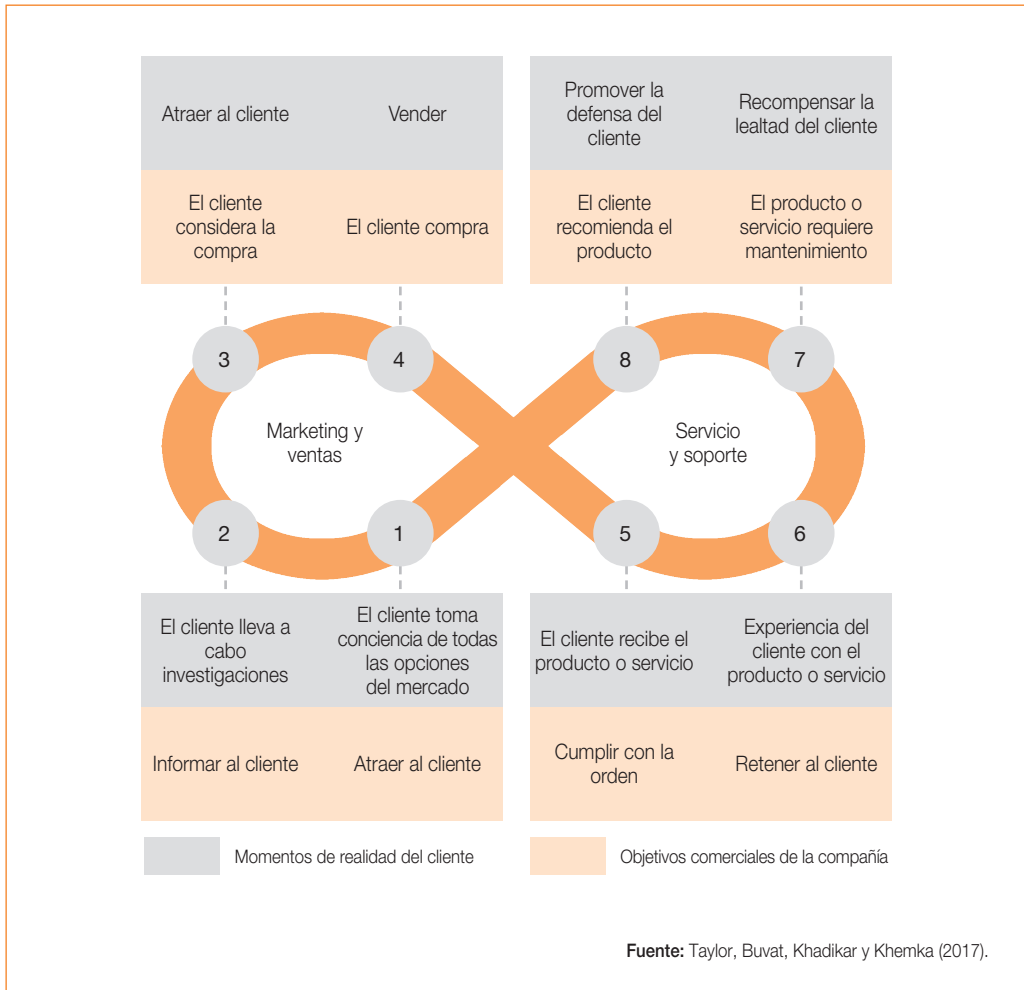 Atraer al cliente
Vender
Promover la
defensa del
cliente
Recompensar la
lealtad del cliente
El cliente
considera la
compra
El cliente compra
El cliente
recomienda el
producto
El producto o
servicio requiere
mantenimiento
3
4
8
7
Marketing y
ventas
Servicio
y soporte
2
1
5
6
El cliente lleva a
cabo
investigaciones
El cliente toma
conciencia de todas
las opciones
del mercado
El cliente recibe el
producto o servicio
Experiencia del
cliente con el
producto o servicio
Informar al cliente
Atraer al cliente
Cumplir con la
orden
Retener al cliente
Momentos de realidad del cliente
Objetivos comerciales de la compañía
Fuente: Taylor, Buvat, Khadikar y Khemka (2017).